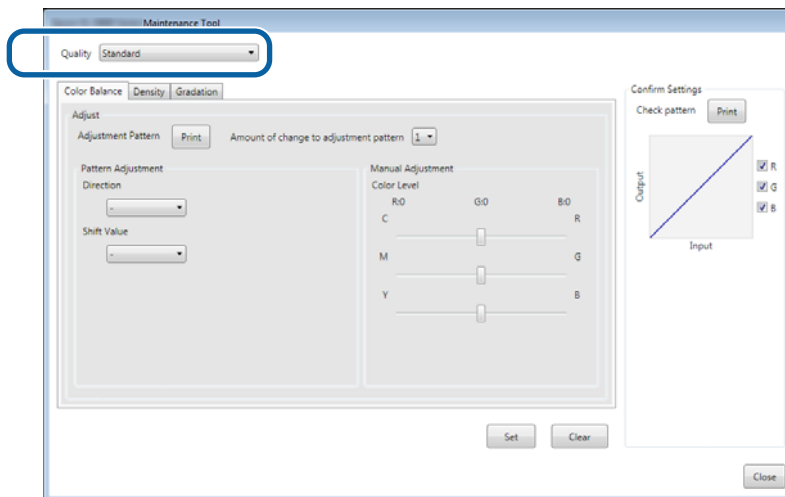 Maintenance Tool
Quality Standard
Color Balance Density Gradation
Adjust
Adjustment Pattern Print Amount of change to adjustment pattern 1
Pattern Adjustment
Direction
-
Shift Value
-
Manual Adjustment
Color Level
R:0 G:0 B:0
C R
M G
Y B
Set Clear
Confirm Settings
Check pattern Print
Output
R
G
B
Input
Close